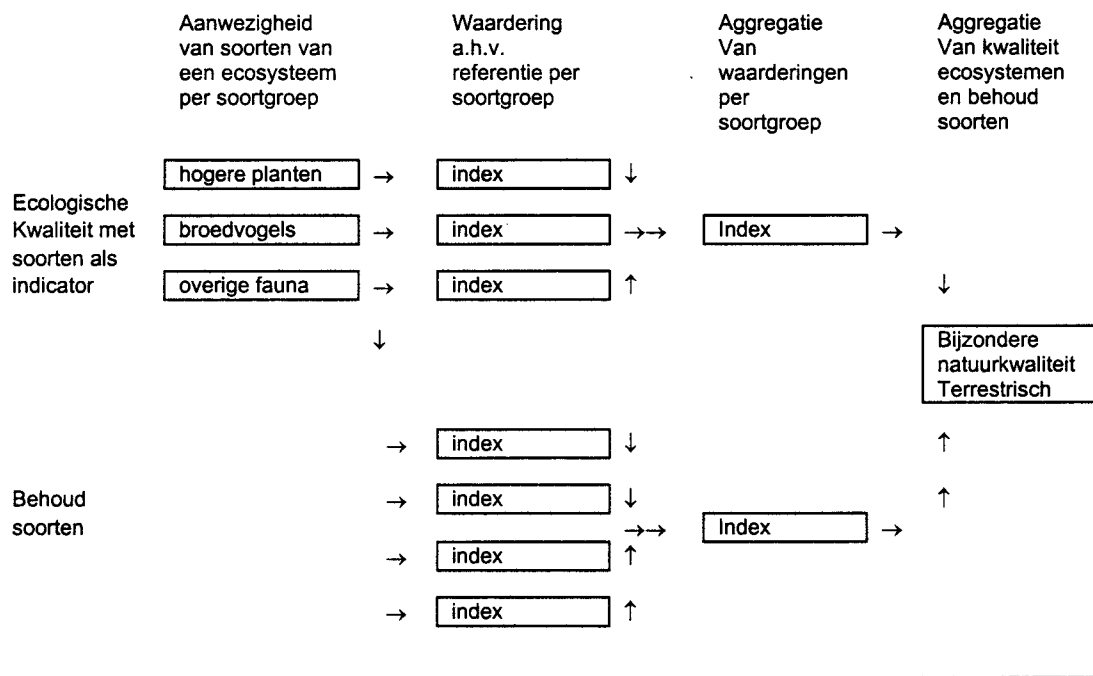 Aanwezigheid
van soorten van
een ecosysteem
per soortgroep
Waardering
a.h.v.
referentie per
soortgroep
Aggregatie
Van
waarderingen
per
soortgroep
Aggregatie
Van kwaliteit
ecosystemen
en behoud
soorten
Ecologische
Kwaliteit met
soorten als
indicator
hogere planten → index ↓
broedvogels → index →→ Index →
overige fauna → index ↑ ↓
↓
Bijzondere
natuurkwaliteit
Terrestrisch
Behoud
soorten
→ index ↓ ↑
→ index ↓ ↑
→→ Index →
→ index ↑
→ index ↑